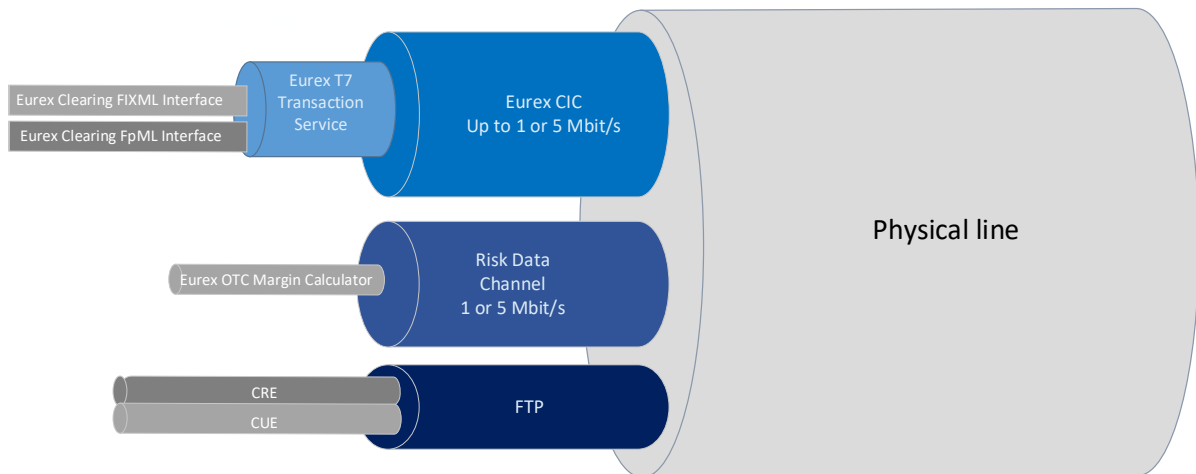 Eurex Clearing FIXML Interface
Eurex Clearing FpML Interface
Eurex T7
Transaction
Service
Eurex CIC
Up to 1 or 5 Mbit/s
Physical line
Eurex OTC Margin Calculator
Risk Data
Channel
1 or 5 Mbit/s
CRE
CUE
FTP